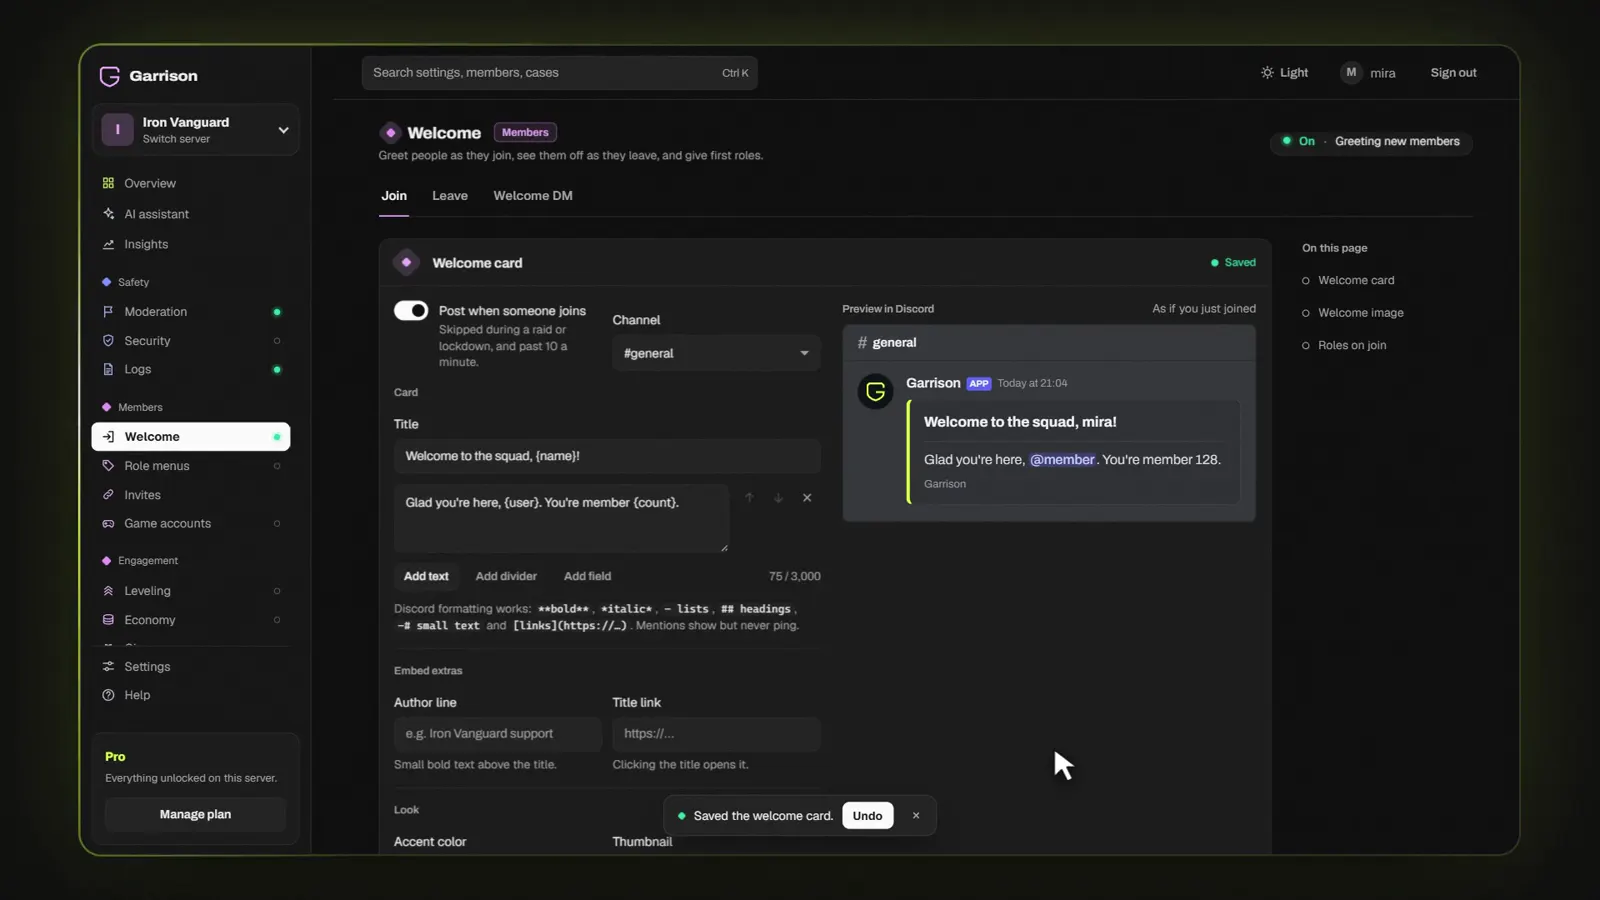 Garrison
Search settings, members, cases
Ctrl K
Light
M
mira
Sign out
I
Iron Vanguard
Switch server
Overview
AI assistant
Insights
Safety
Moderation
Security
Logs
Members
Welcome
Role menus
Invites
Game accounts
Engagement
Leveling
Economy
Settings
Help
Pro
Everything unlocked on this server.
Manage plan
Welcome
Members
Greet people as they join, see them off as they leave, and give first roles.
On · Greeting new members
Join
Leave
Welcome DM
Welcome card
Saved
Post when someone joins
Skipped during a raid or
lockdown, and past 10 a
minute.
Channel
#general
Card
Title
Welcome to the squad, {name}!
Glad you're here, {user}. You're member {count}.
Add text
Add divider
Add field
75 / 3,000
Discord formatting works: **bold**, *italic*, - lists, ## headings,
-# small text and [links](https://…). Mentions show but never ping.
Embed extras
Author line
Title link
e.g. Iron Vanguard support
https://...
Small bold text above the title.
Clicking the title opens it.
Look
Accent color
Thumbnail
Preview in Discord
As if you just joined
# general
Garrison APP Today at 21:04
Welcome to the squad, mira!
Glad you're here, @member. You're member 128.
Garrison
On this page
Welcome card
Welcome image
Roles on join
Saved the welcome card.
Undo
×